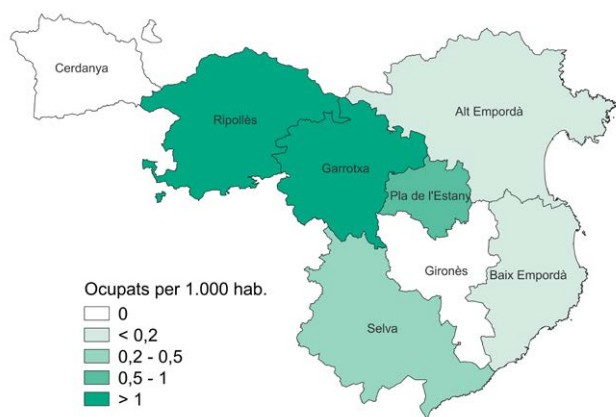 Cerdanya
Ripollès
Alt Empordà
Garrotxa
Pla de l'Estany
Gironès
Baix Empordà
Selva
Ocupats per 1.000 hab.
0
< 0,2
0,2 - 0,5
0,5 - 1
> 1